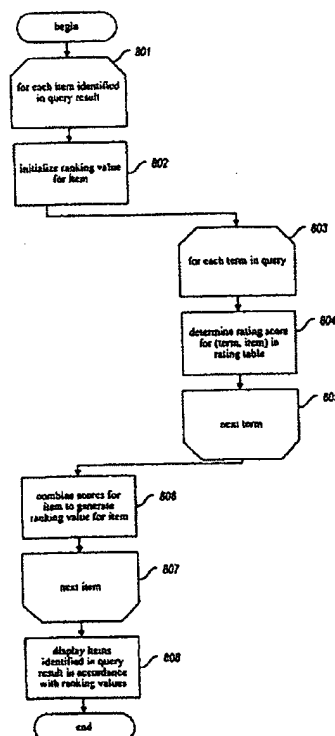 begin
801
for each item identified
in query result
initialize ranking value
for item
802
803
for each term in query
804
determine rating score
for (term, item) in
rating table
805
next term
combine scores for
item to generate
ranking value for item
806
next item
807
display items
identified in query
result in accordance
with ranking values
808
end